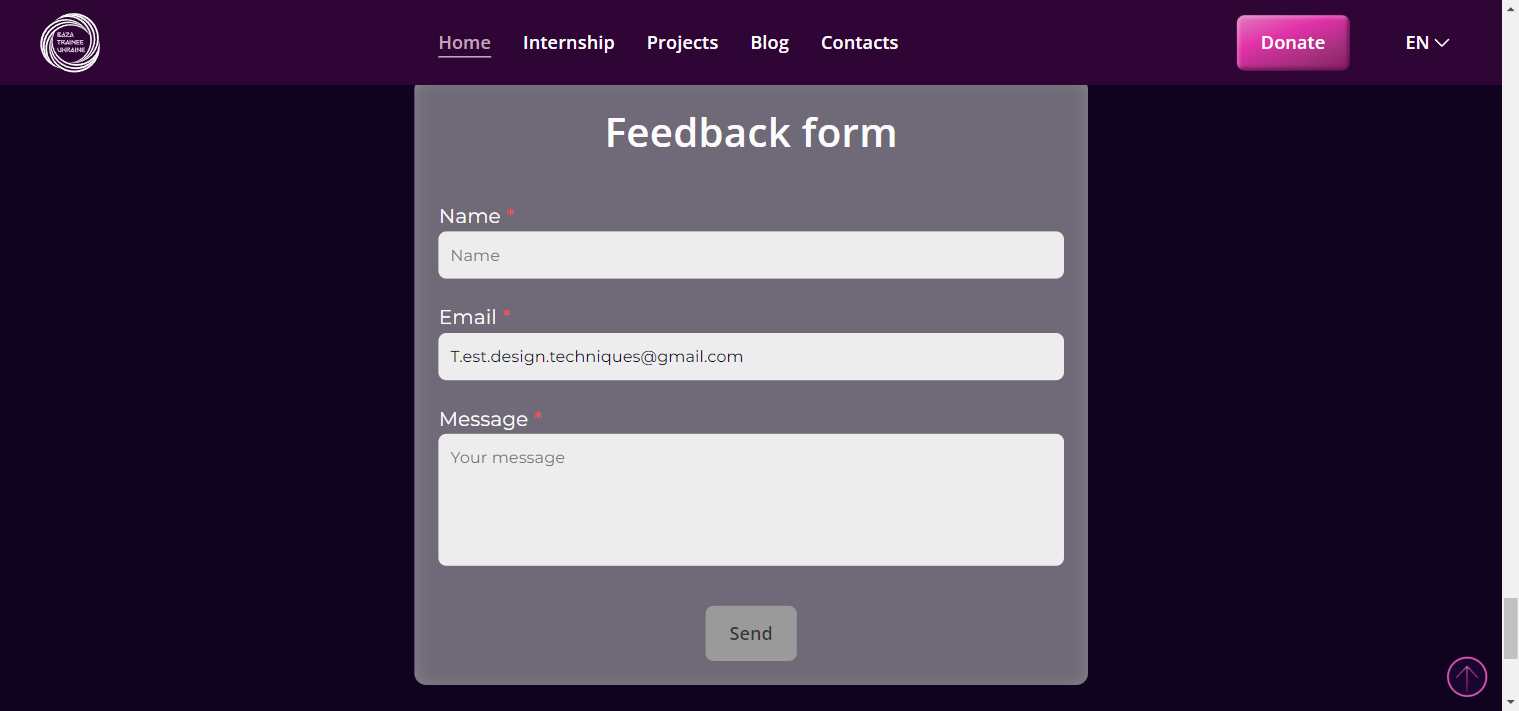 BAZA
TRAINEE
UKRAINE
Home Internship Projects Blog Contacts
Donate
EN
Feedback form
Name *
Name
Email *
T.est.design.techniques@gmail.com
Message *
Your message
Send